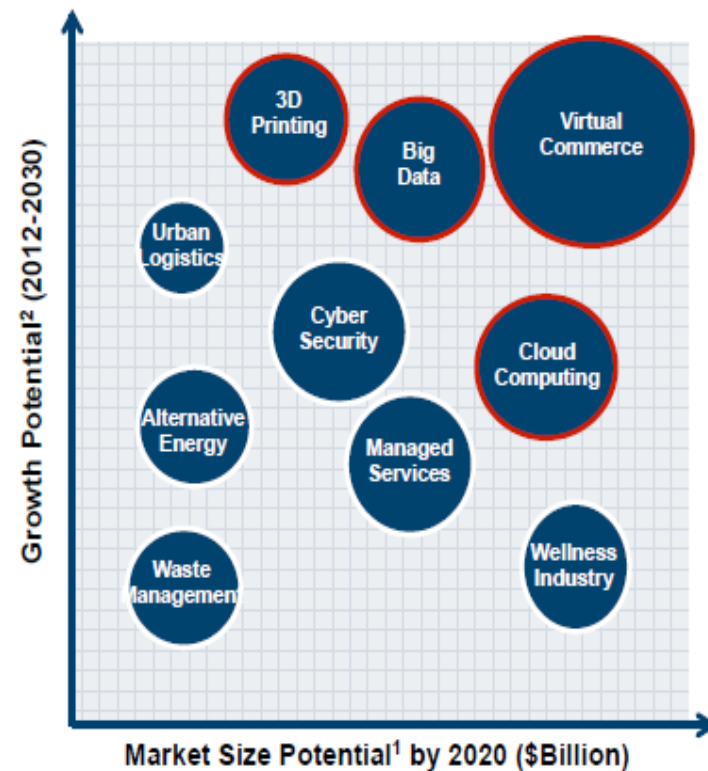 Growth Potential² (2012-2030)
3D
Printing
Big
Data
Virtual
Commerce
Urban
Logistics
Cyber
Security
Cloud
Computing
Alternative
Energy
Managed
Services
Waste
Management
Wellness
Industry
Market Size Potential¹ by 2020 ($Billion)